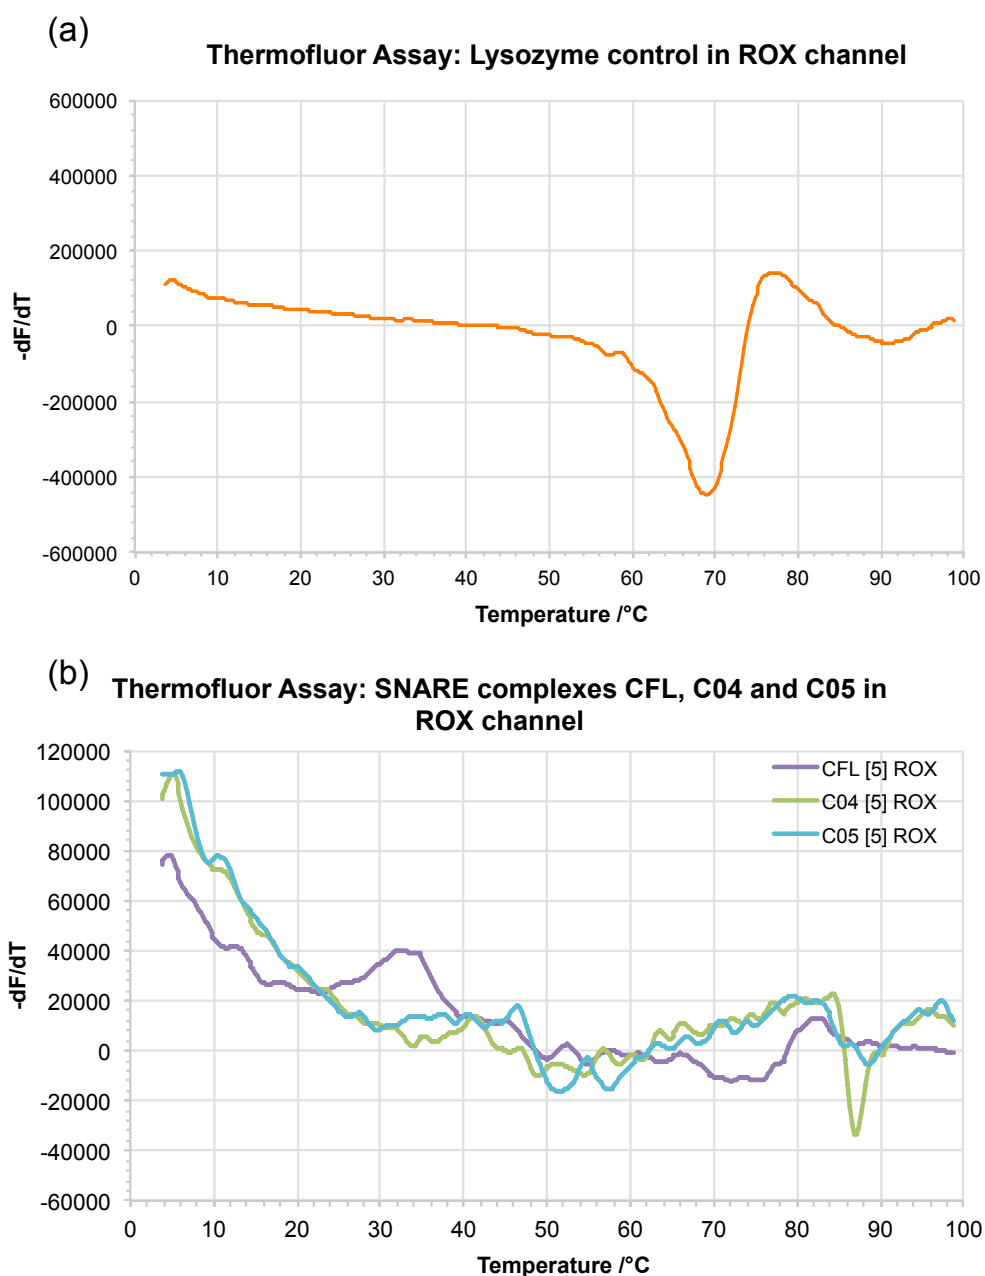 (a)
Thermofluor Assay: Lysozyme control in ROX channel
600000
400000
200000
0
-200000
-400000
-600000
-dF/dT
0 10 20 30 40 50 60 70 80 90 100
Temperature /°C
(b)
Thermofluor Assay: SNARE complexes CFL, C04 and C05 in
ROX channel
120000
100000
80000
60000
40000
20000
0
-20000
-40000
-60000
-dF/dT
CFL [5] ROX
C04 [5] ROX
C05 [5] ROX
0 10 20 30 40 50 60 70 80 90 100
Temperature /°C